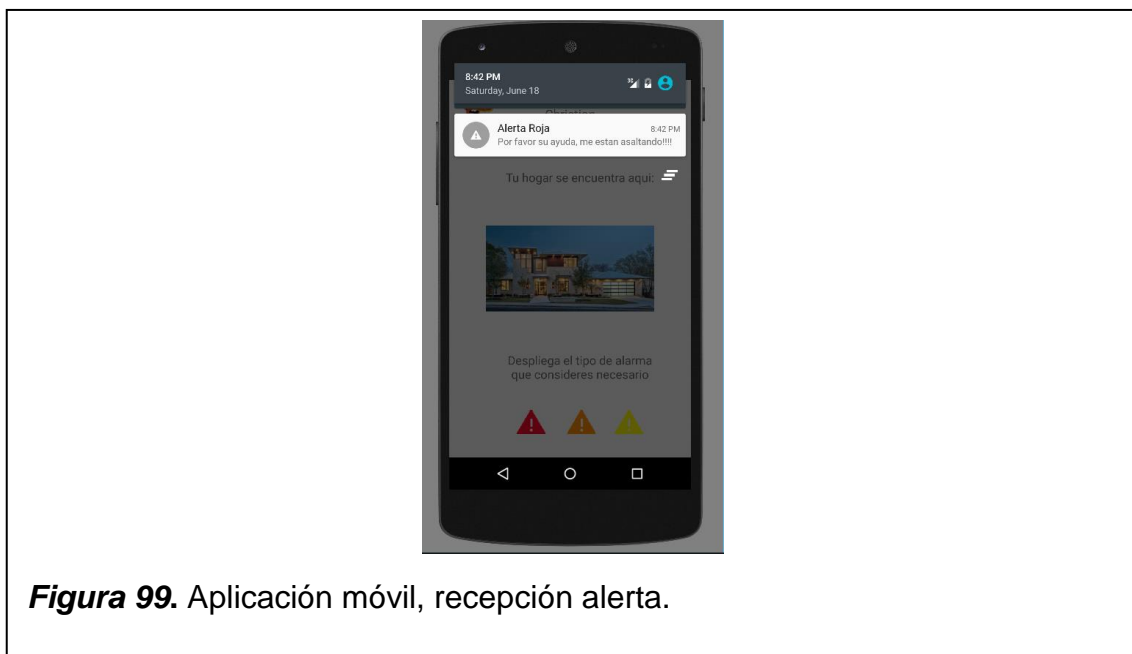 8:42 PM
Saturday, June 18
Christian
Alerta Roja 8:42 PM
Por favor su ayuda, me estan asaltando!!!!
Tu hogar se encuentra aqui:
Despliega el tipo de alarma
que consideres necesario
Figura 99. Aplicación móvil, recepción alerta.